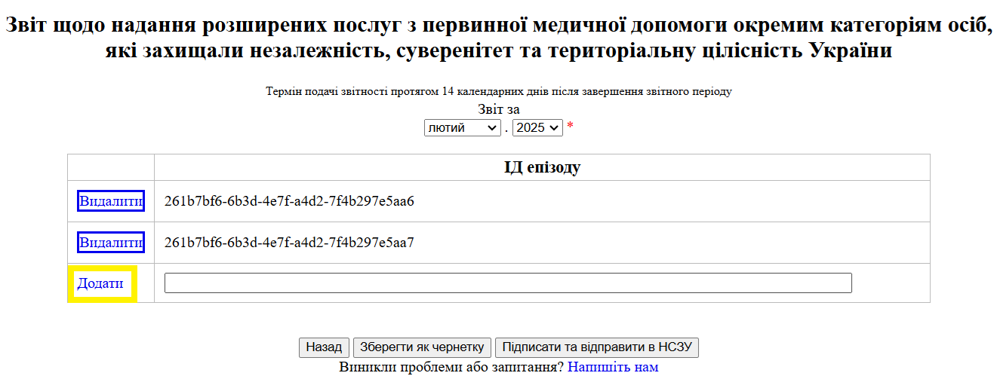 Звіт щодо надання розширених послуг з первинної медичної допомоги окремим категоріям осіб,
які захищали незалежність, суверенітет та територіальну цілісність України
Термін подачі звітності протягом 14 календарних днів після завершення звітного періоду
Звіт за
лютий . 2025 *
ІД епізоду
Видалити 261b7bf6-6b3d-4e7f-a4d2-7f4b297e5aa6
Видалити 261b7bf6-6b3d-4e7f-a4d2-7f4b297e5aa7
Додати
Назад Зберегти як чернетку Підписати та відправити в НСЗУ
Виникли проблеми або запитання? Напишіть нам